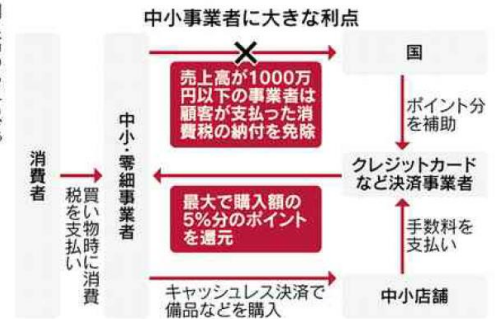 中小事業者に大きな利点
国
売上高が1000万
円以下の事業者は
顧客が支払った消
費税の納付を免除
ポイント分
を補助
消費者
買い物時に消費
税を支払い
中小・零細事業者
クレジットカード
など決済事業者
最大で購入額の
5%分のポイント
を還元
手数料を
支払い
キャッシュレス決済で
備品などを購入
中小店舗